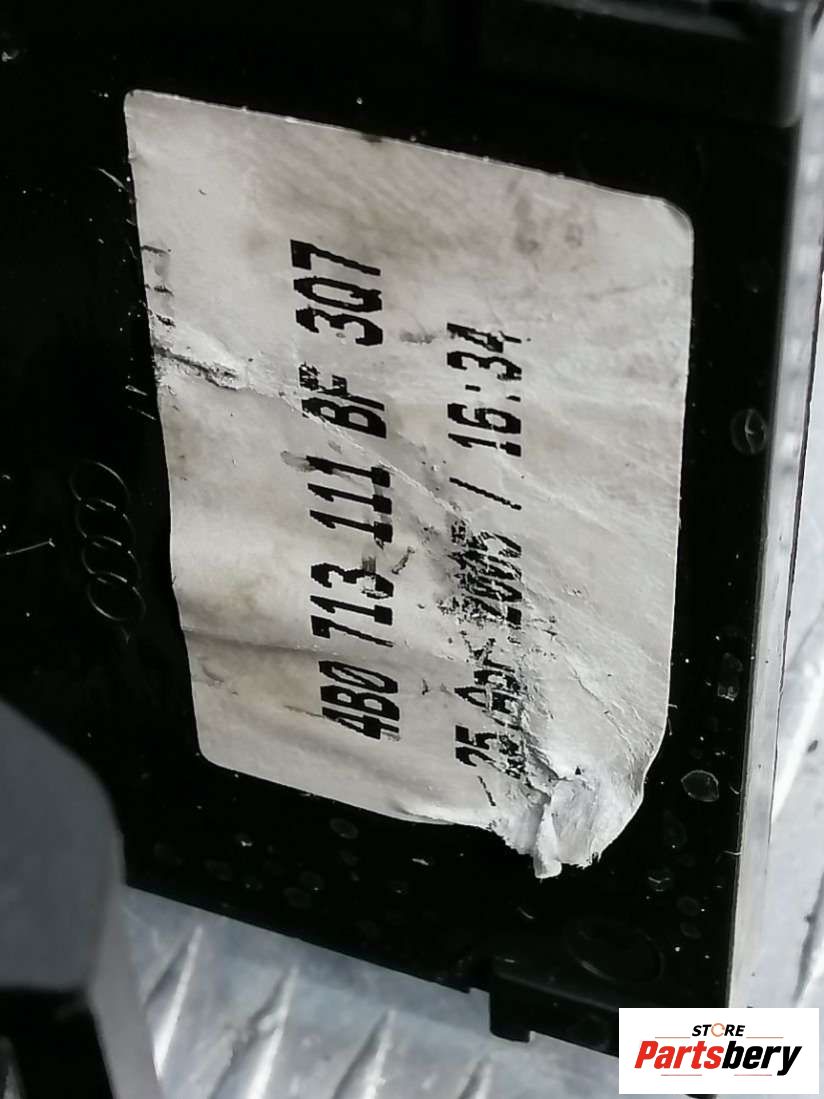 4B0 713 111 BF 3Q7
25 Apr 2005 / 16:34
STORE
Partsbery